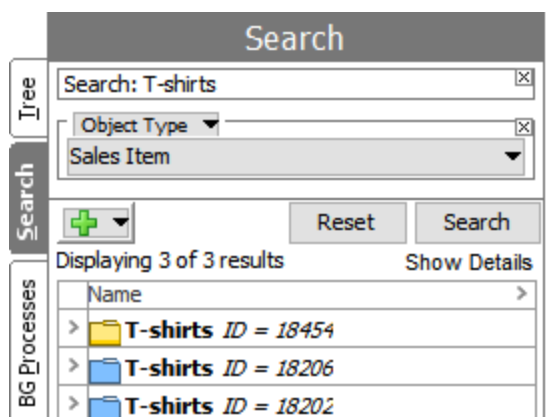 Search
Tree
Search
BG Processes
Search: T-shirts
Object Type
Sales Item
Reset
Search
Displaying 3 of 3 results
Show Details
Name
T-shirts ID = 18454
T-shirts ID = 18206
T-shirts ID = 18202